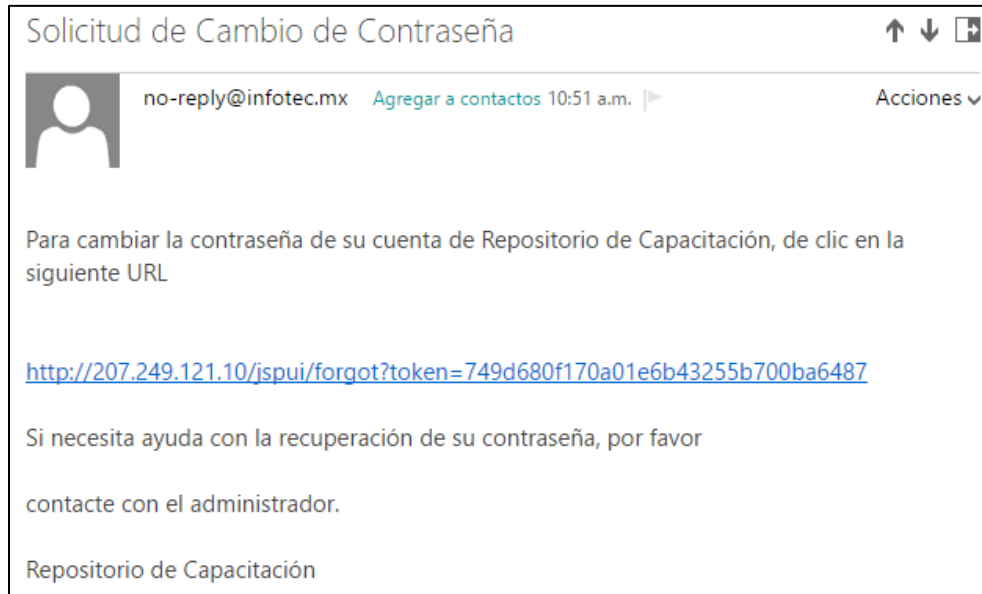 Solicitud de Cambio de Contraseña
no-reply@infotec.mx Agregar a contactos 10:51 a.m. Acciones
Para cambiar la contraseña de su cuenta de Repositorio de Capacitación, de clic en la
siguiente URL
http://207.249.121.10/jspui/forgot?token=749d680f170a01e6b43255b700ba6487
Si necesita ayuda con la recuperación de su contraseña, por favor
contacte con el administrador.
Repositorio de Capacitación